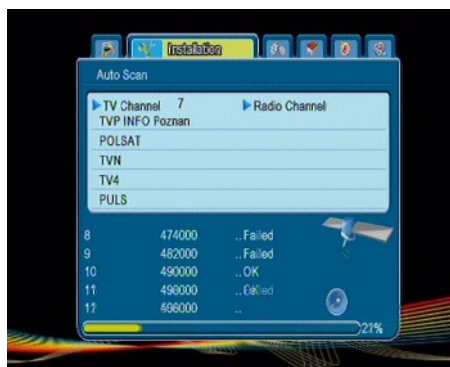 Installation
Auto Scan
TV Channel 7 Radio Channel
TVP INFO Poznan
POLSAT
TVN
TV4
PULS
8 474000 ..Failed
9 482000 ..Failed
10 490000 ..OK
11 498000
12 ..
21%